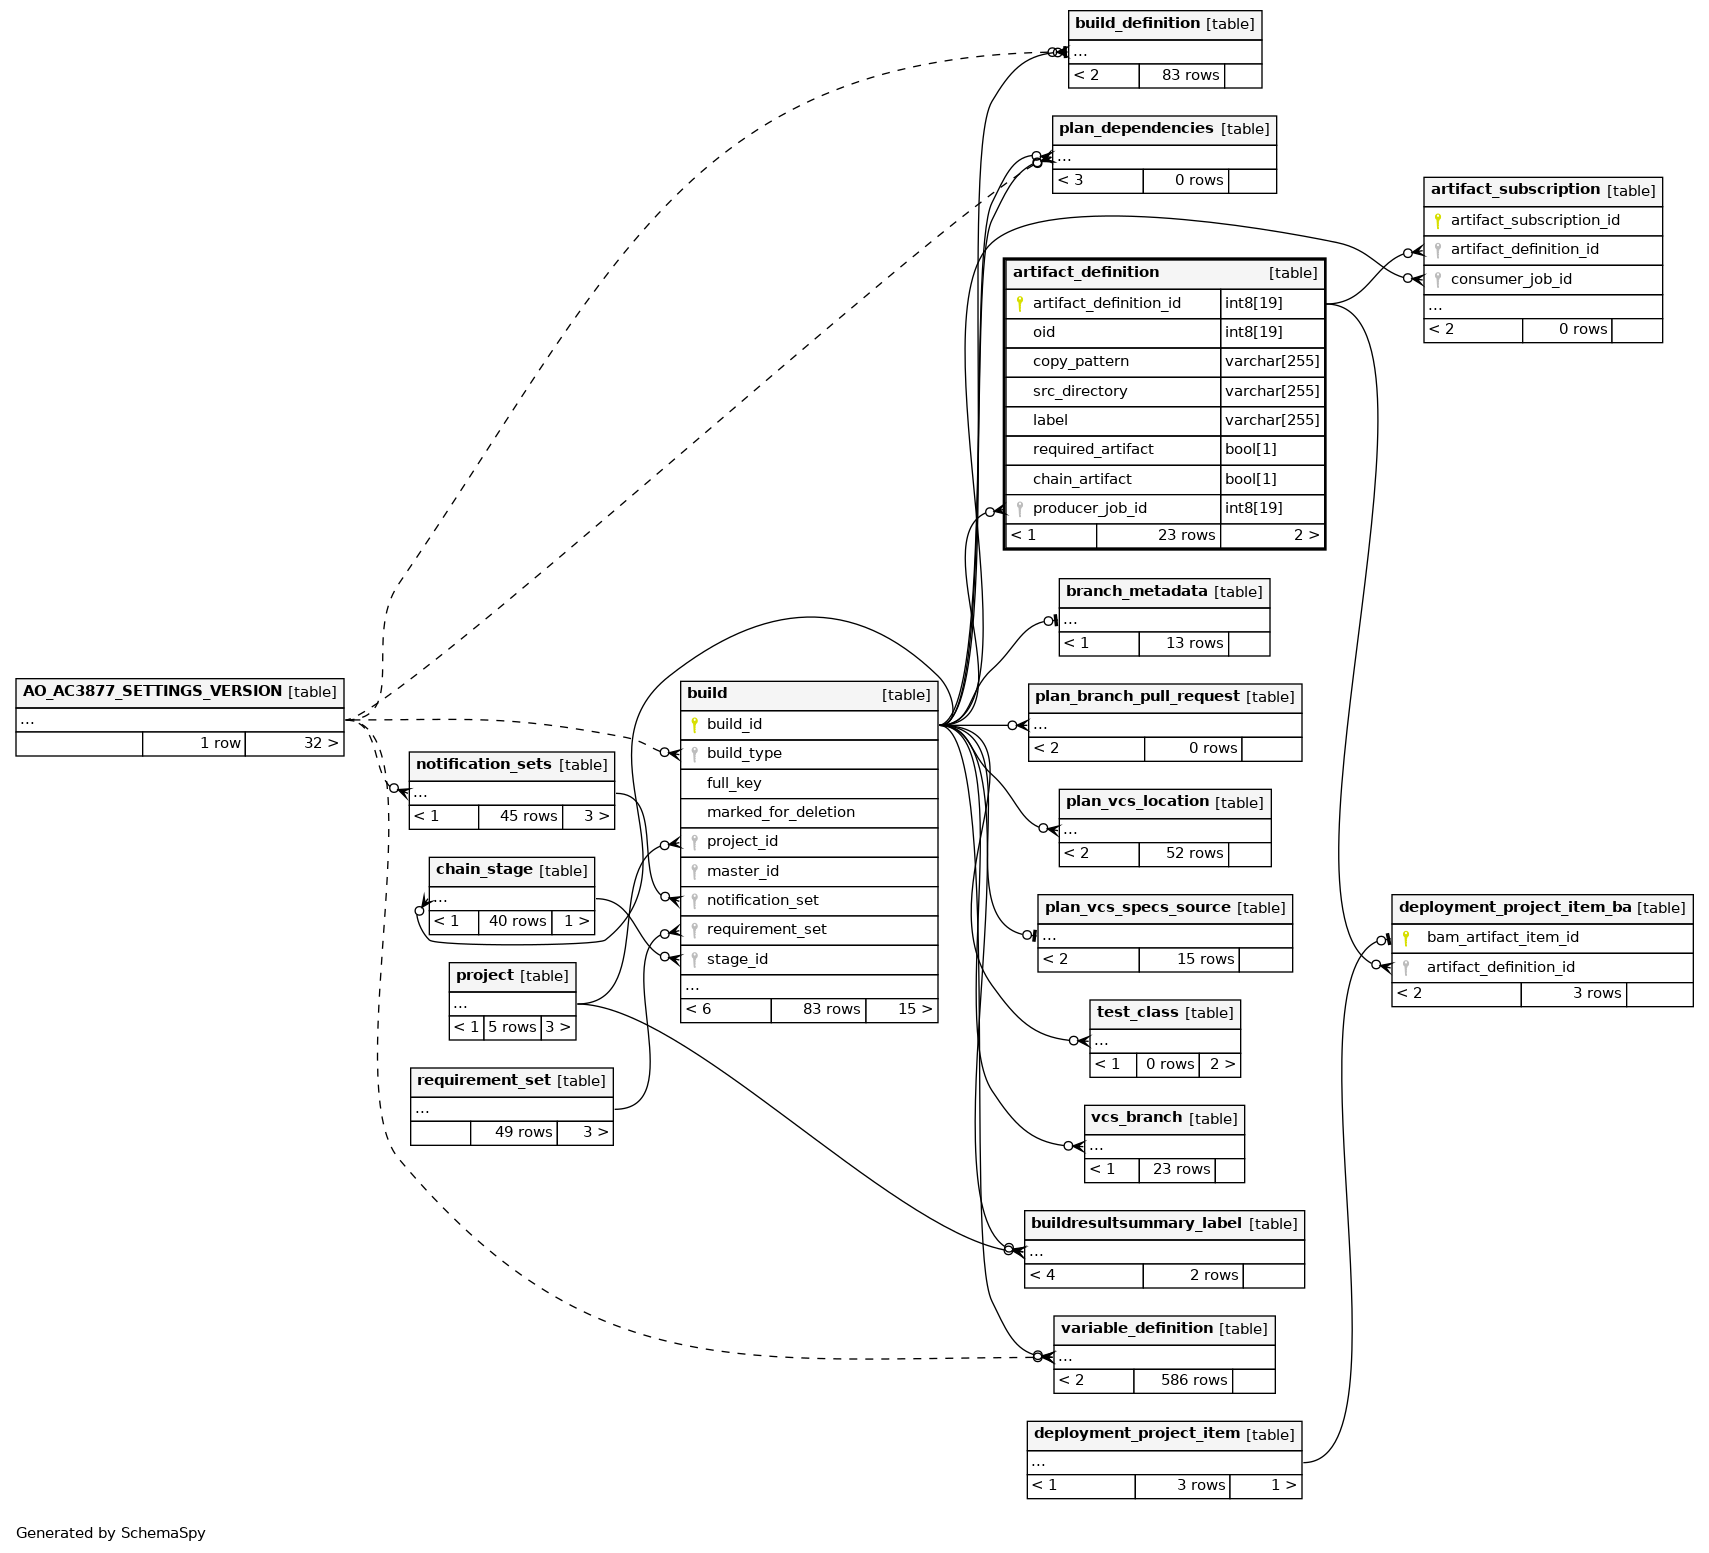 build_definition [table]
...
< 2 83 rows
plan_dependencies [table]
...
< 3 0 rows
artifact_subscription [table]
artifact_subscription_id
artifact_definition_id
consumer_job_id
...
< 2 0 rows
artifact_definition [table]
artifact_definition_id int8[19]
oid int8[19]
copy_pattern varchar[255]
src_directory varchar[255]
label varchar[255]
required_artifact bool[1]
chain_artifact bool[1]
producer_job_id int8[19]
< 1 23 rows 2 >
branch_metadata [table]
...
< 1 13 rows
AO_AC3877_SETTINGS_VERSION [table]
...
1 row 32 >
build [table]
build_id
build_type
full_key
marked_for_deletion
project_id
master_id
notification_set
requirement_set
stage_id
...
< 6 83 rows 15 >
plan_branch_pull_request [table]
...
< 2 0 rows
notification_sets [table]
...
< 1 45 rows 3 >
plan_vcs_location [table]
...
< 2 52 rows
chain_stage [table]
...
< 1 40 rows 1 >
plan_vcs_specs_source [table]
...
< 2 15 rows
deployment_project_item_ba [table]
bam_artifact_item_id
artifact_definition_id
< 2 3 rows
project [table]
...
< 1 5 rows 3 >
test_class [table]
...
< 1 0 rows 2 >
requirement_set [table]
...
49 rows 3 >
vcs_branch [table]
...
< 1 23 rows
buildresultsummary_label [table]
...
< 4 2 rows
variable_definition [table]
...
< 2 586 rows
deployment_project_item [table]
...
< 1 3 rows 1 >
Generated by SchemaSpy